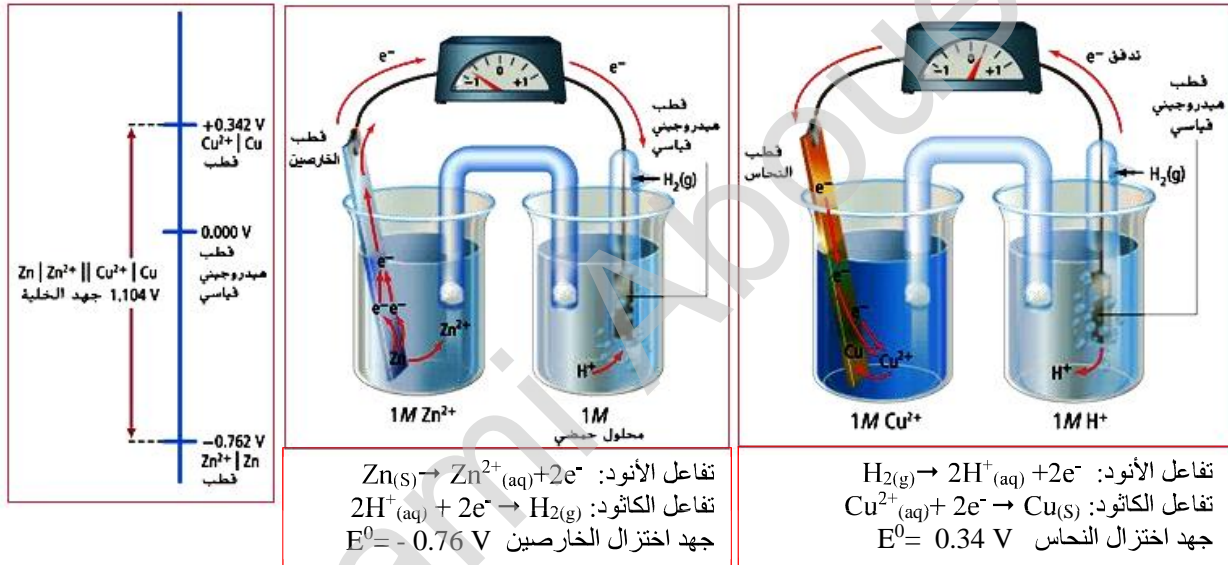 +0.342 V
Cu²⁺ | Cu
قطب
0.000 V
قطب
هيدروجيني
قياسي
Zn | Zn²⁺ || Cu²⁺ | Cu
1.104 V جهد الخلية
−0.762 V
Zn²⁺ | Zn
قطب
e⁻
e⁻
−1 0 +1
قطب
الخارصين
قطب
هيدروجيني
قياسي
H₂(g)
e⁻
e⁻ e⁻
Zn
Zn²⁺
H⁺
1M Zn²⁺
1M
محلول حمضي
تفاعل الأنود: Zn(S)→ Zn²⁺(aq)+2e⁻
تفاعل الكاثود: 2H⁺(aq) + 2e⁻ → H₂(g)
جهد اختزال الخارصين E⁰= - 0.76 V
تدفق e⁻
−1 0 +1
قطب
النحاس
قطب
هيدروجيني
قياسي
H₂(g)
e⁻
e⁻
e⁻
Cu
Cu²⁺
H⁺
1M Cu²⁺
1M H⁺
تفاعل الأنود: H₂(g)→ 2H⁺(aq) +2e⁻
تفاعل الكاثود: Cu²⁺(aq)+ 2e⁻ → Cu(S)
جهد اختزال النحاس E⁰= 0.34 V
ami Aboue